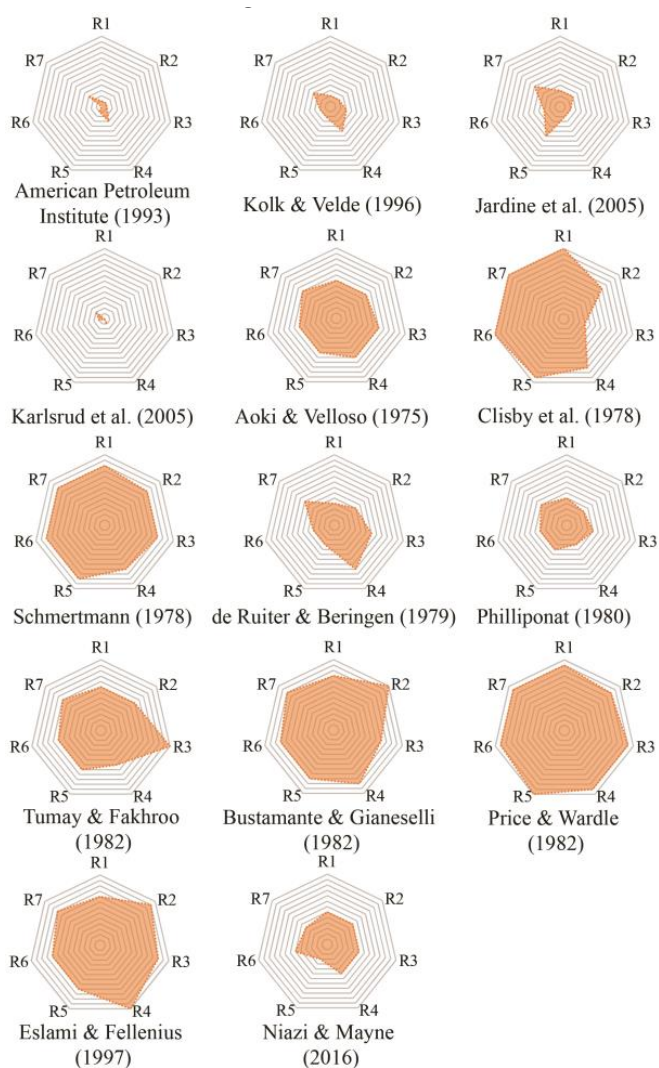 R1
R7 R2
R6 R3
R5 R4
American Petroleum
Institute (1993)
R1
R7 R2
R6 R3
R5 R4
Kolk & Velde (1996)
R1
R7 R2
R6 R3
R5 R4
Jardine et al. (2005)
R1
R7 R2
R6 R3
R5 R4
Karlsrud et al. (2005)
R1
R7 R2
R6 R3
R5 R4
Aoki & Velloso (1975)
R1
R7 R2
R6 R3
R5 R4
Clisby et al. (1978)
R1
R7 R2
R6 R3
R5 R4
Schmertmann (1978)
R1
R7 R2
R6 R3
R5 R4
de Ruiter & Beringen (1979)
R1
R7 R2
R6 R3
R5 R4
Philliponat (1980)
R1
R7 R2
R6 R3
R5 R4
Tumay & Fakhroo
(1982)
R1
R7 R2
R6 R3
R5 R4
Bustamante & Gianeselli
(1982)
R1
R7 R2
R6 R3
R5 R4
Price & Wardle
(1982)
R1
R7 R2
R6 R3
R5 R4
Eslami & Fellenius
(1997)
R1
R7 R2
R6 R3
R5 R4
Niazi & Mayne
(2016)